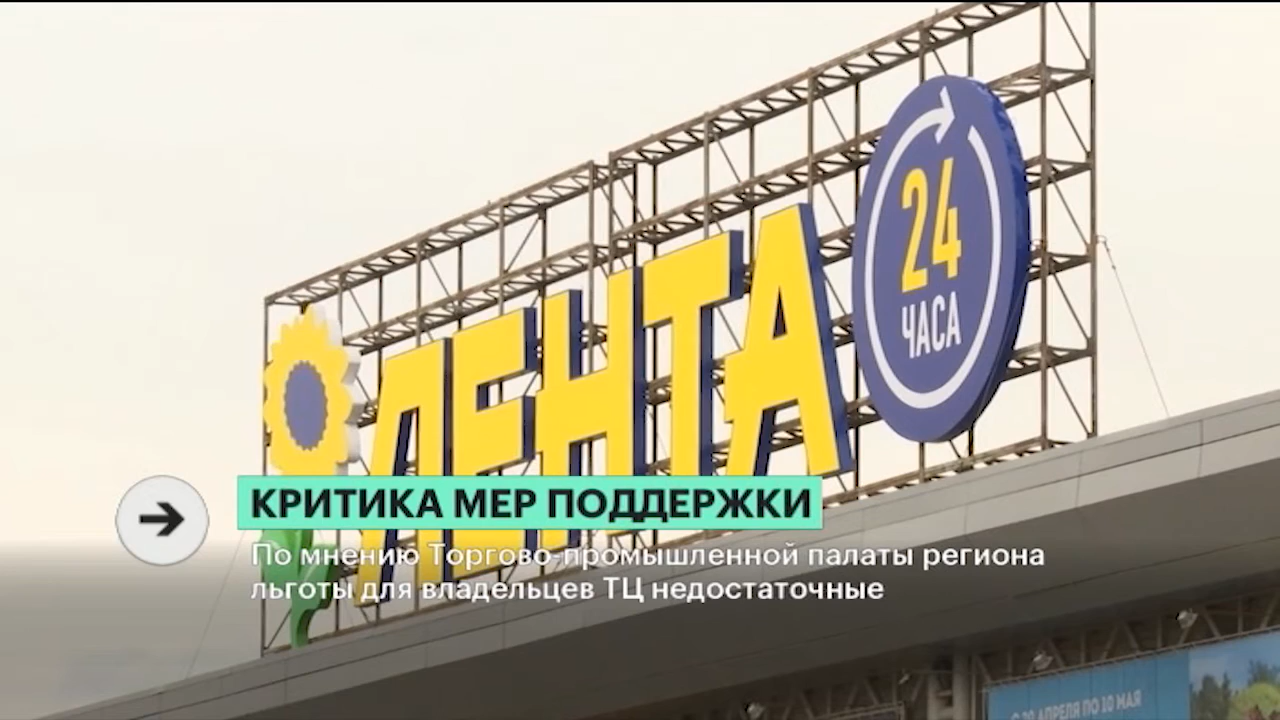 ЛЕНТА
24
ЧАСА
КРИТИКА МЕР ПОДДЕРЖКИ
По мнению Торгово-промышленной палаты региона
льготы для владельцев ТЦ недостаточные
АПРЕЛЯ ПО 10 МАЯ